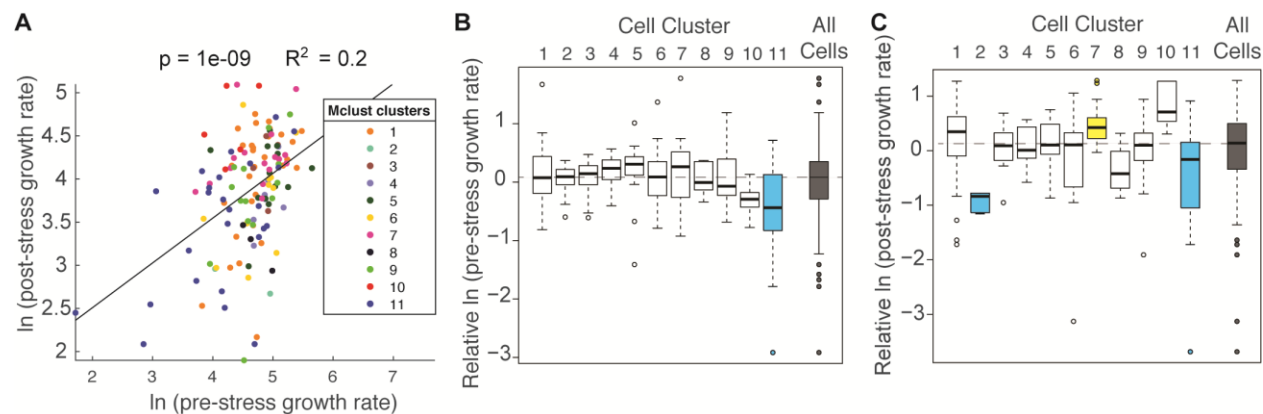 A
p = 1e-09 R² = 0.2
ln (post-stress growth rate)
5
4.5
4
3.5
3
2.5
2
Mclust clusters
1
2
3
4
5
6
7
8
9
10
11
2 3 4 5 6 7
ln (pre-stress growth rate)
B
Cell Cluster
All
Cells
1 2 3 4 5 6 7 8 9 10 11
Relative ln (pre-stress growth rate)
1
0
−1
−2
−3
C
Cell Cluster
All
Cells
1 2 3 4 5 6 7 8 9 10 11
Relative ln (post-stress growth rate)
1
0
−1
−3